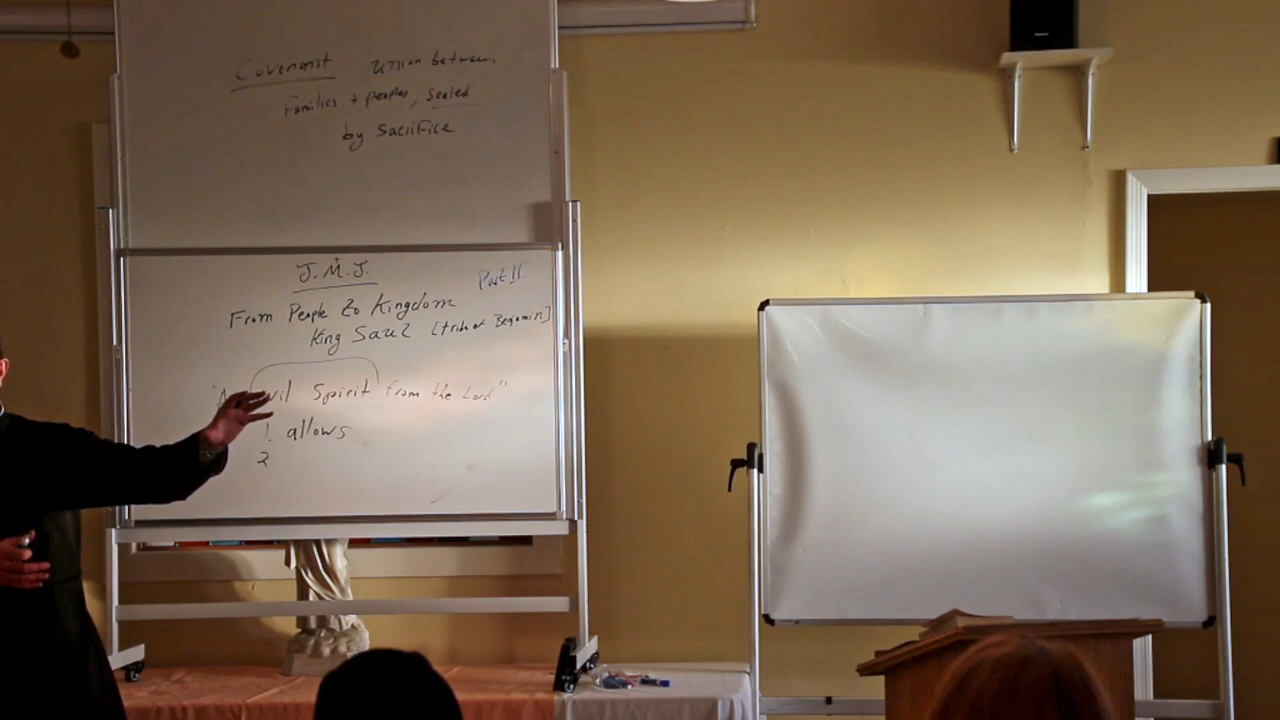 Covenant union between
Families + peoples, sealed
by sacrifice
J.M.J.
Part II
From People to Kingdom
King Saul [tribe of Benjamin]
Spirit from the Lord"
1 allows
2